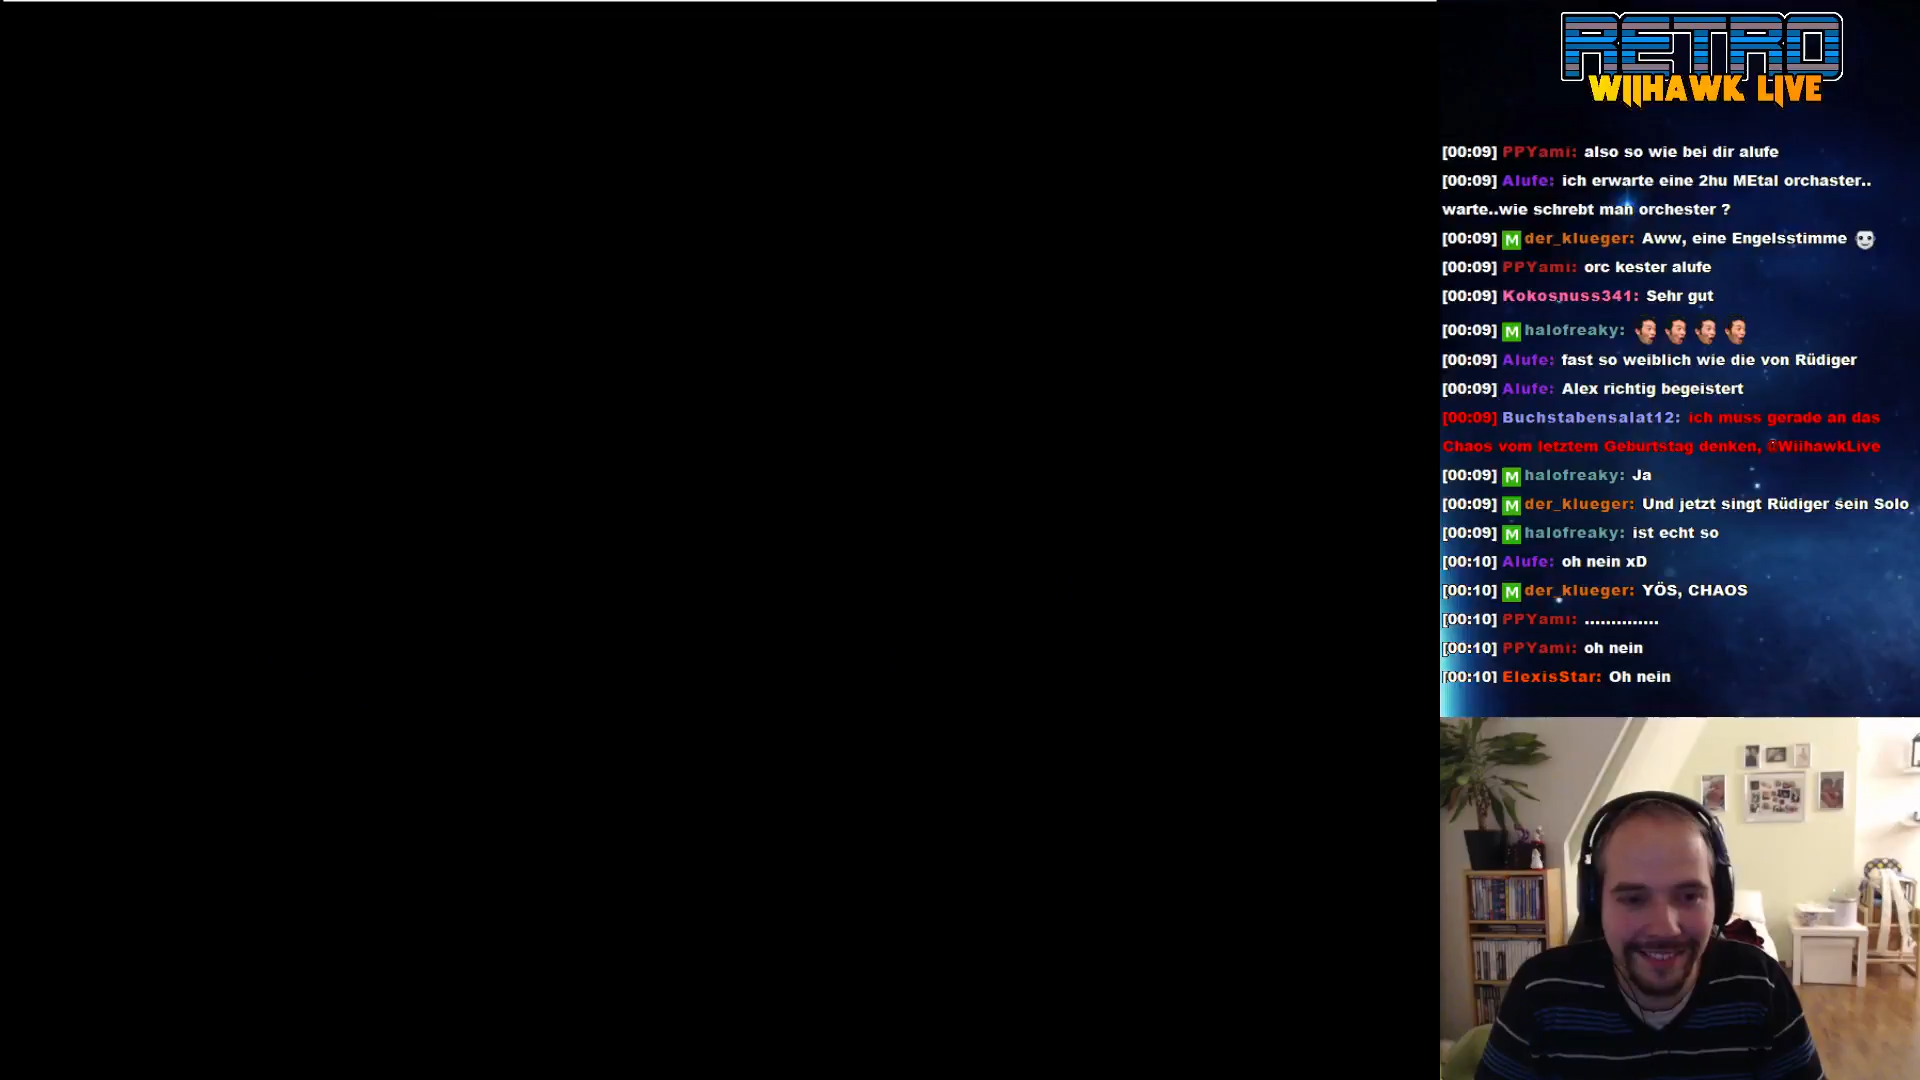 RETRO
WIIHAWK LIVE
[00:09] PPYami: also so wie bei dir alufe
[00:09] Alufe: ich erwarte eine 2hu MEtal orchaster..
warte..wie schrebt man orchester ?
[00:09] M der_klueger: Aww, eine Engelsstimme
[00:09] PPYami: orc kester alufe
[00:09] Kokosnuss341: Sehr gut
[00:09] M halofreaky:
[00:09] Alufe: fast so weiblich wie die von Rüdiger
[00:09] Alufe: Alex richtig begeistert
[00:09] Buchstabensalat12: ich muss gerade an das
Chaos vom letztem Geburtstag denken, @WiihawkLive
[00:09] M halofreaky: Ja
[00:09] M der_klueger: Und jetzt singt Rüdiger sein Solo
[00:09] M halofreaky: ist echt so
[00:10] Alufe: oh nein xD
[00:10] M der_klueger: YÖS, CHAOS
[00:10] PPYami: ..............
[00:10] PPYami: oh nein
[00:10] ElexisStar: Oh nein